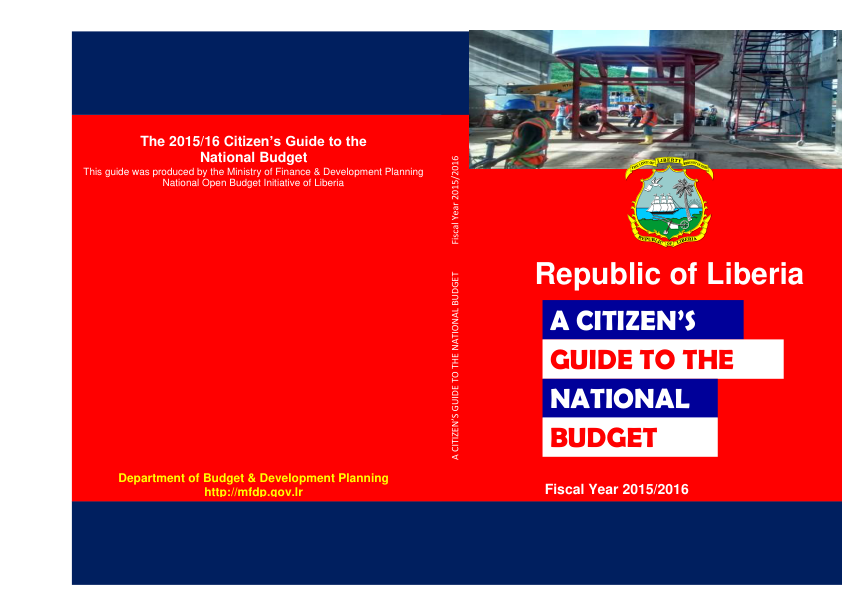 The 2015/16 Citizen's Guide to the
National Budget
This guide was produced by the Ministry of Finance & Development Planning
National Open Budget Initiative of Liberia
Department of Budget & Development Planning
http://mfdp.gov.lr
A CITIZEN'S GUIDE TO THE NATIONAL BUDGET
Fiscal Year 2015/2016
REPUBLIC OF LIBERIA
Republic of Liberia
A CITIZEN'S
GUIDE TO THE
NATIONAL
BUDGET
Fiscal Year 2015/2016